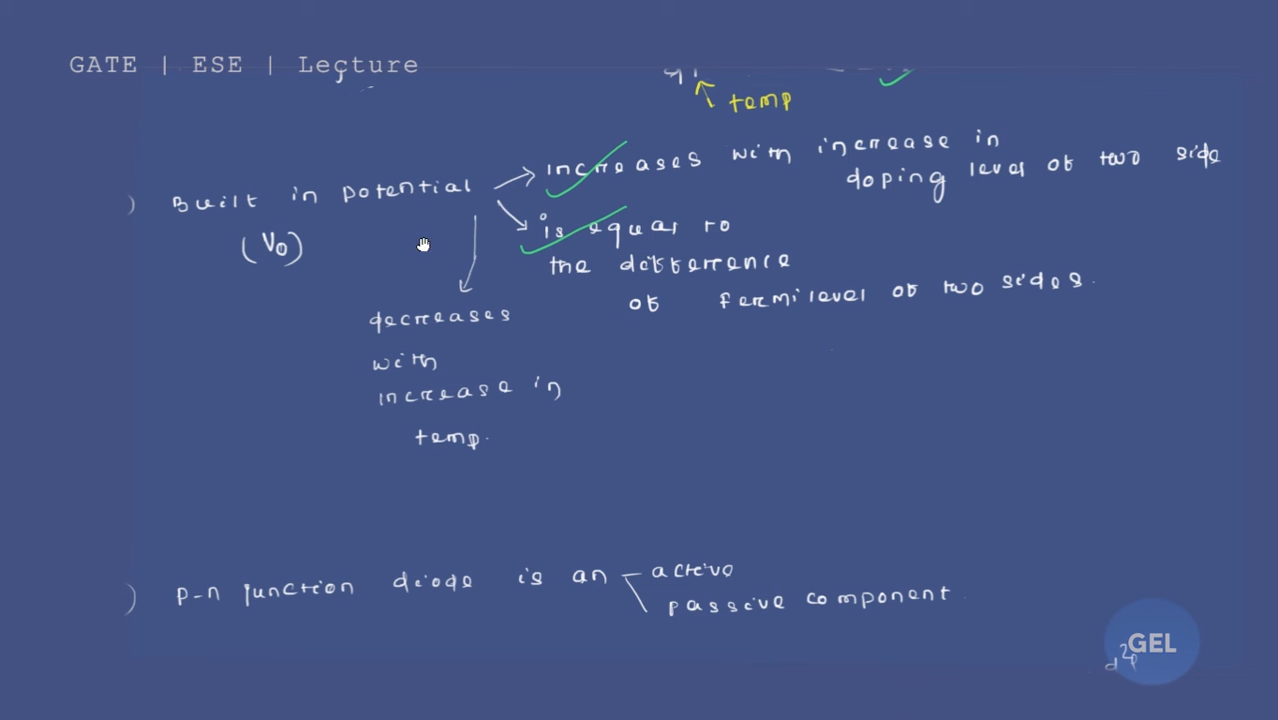 GATE | ESE | Lecture
temp
increases with increase in
doping level of two side
) Built in potential
(V0)
is equal to
the difference
of fermi level of two sides.
decreases
with
increase in
temp.
) P-n junction diode is an active
passive component
GEL